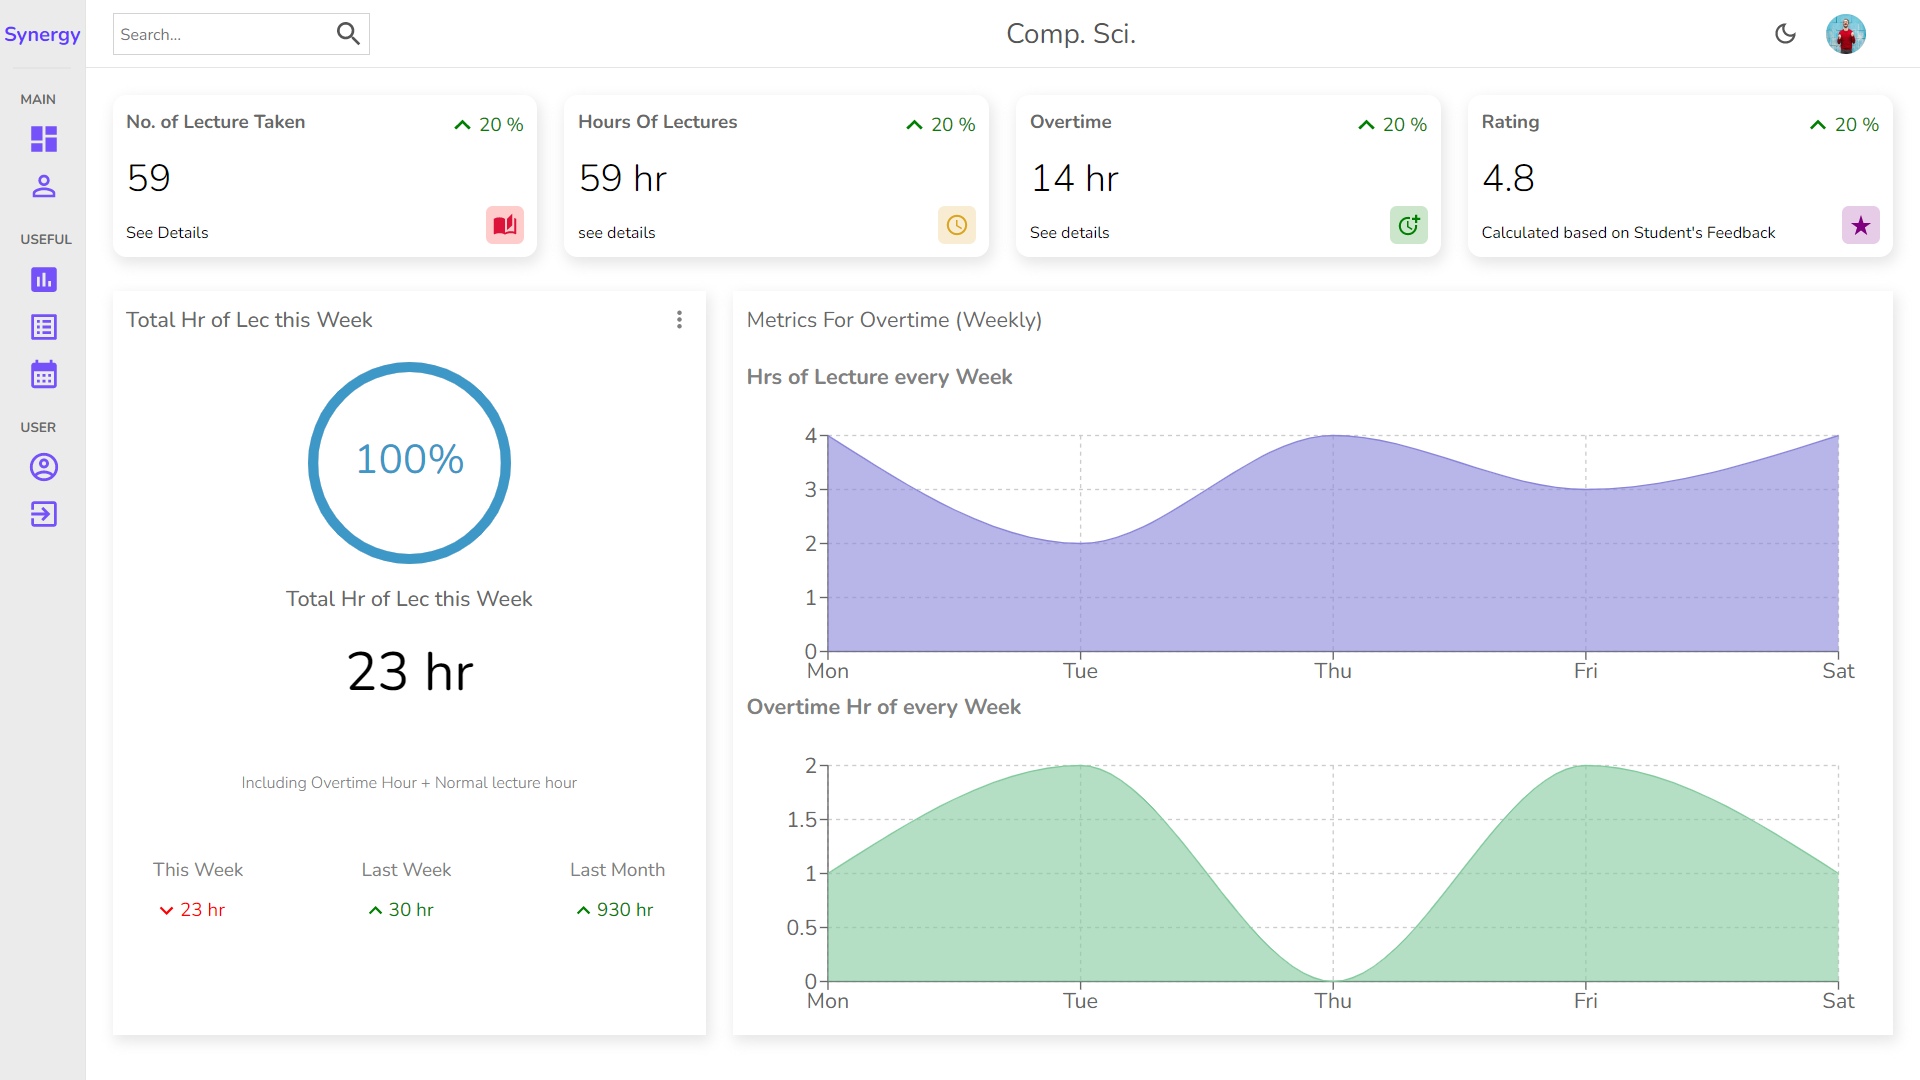 Synergy
Search...
Comp. Sci.
MAIN
USEFUL
USER
No. of Lecture Taken
20 %
59
See Details
Hours Of Lectures
20 %
59 hr
see details
Overtime
20 %
14 hr
See details
Rating
20 %
4.8
Calculated based on Student's Feedback
Total Hr of Lec this Week
100%
Total Hr of Lec this Week
23 hr
Including Overtime Hour + Normal lecture hour
This Week
23 hr
Last Week
30 hr
Last Month
930 hr
Metrics For Overtime (Weekly)
Hrs of Lecture every Week
4
3
2
1
0
Mon Tue Thu Fri Sat
Overtime Hr of every Week
2
1.5
1
0.5
0
Mon Tue Thu Fri Sat